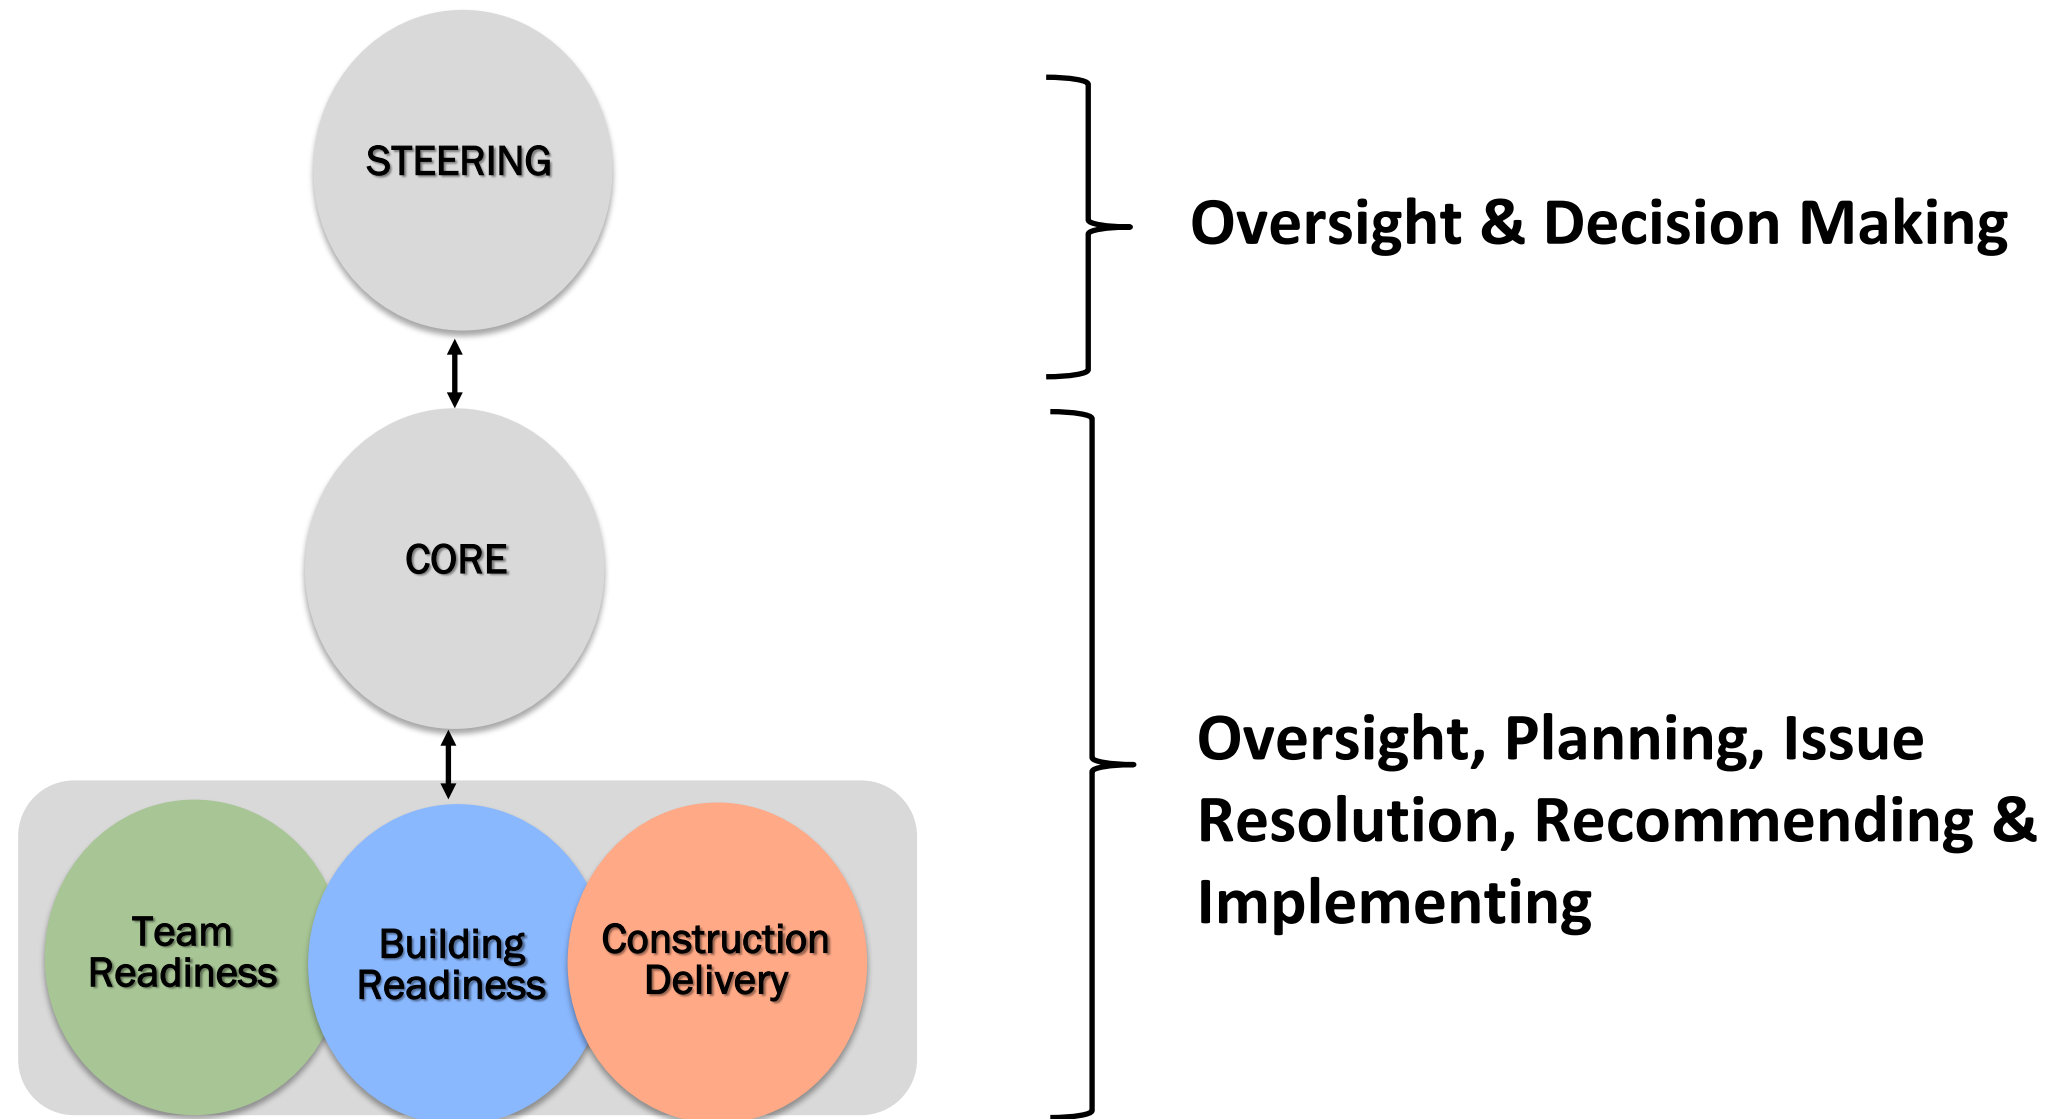 STEERING
Oversight & Decision Making
CORE
Oversight, Planning, Issue
Resolution, Recommending &
Implementing
Team
Readiness
Building
Readiness
Construction
Delivery